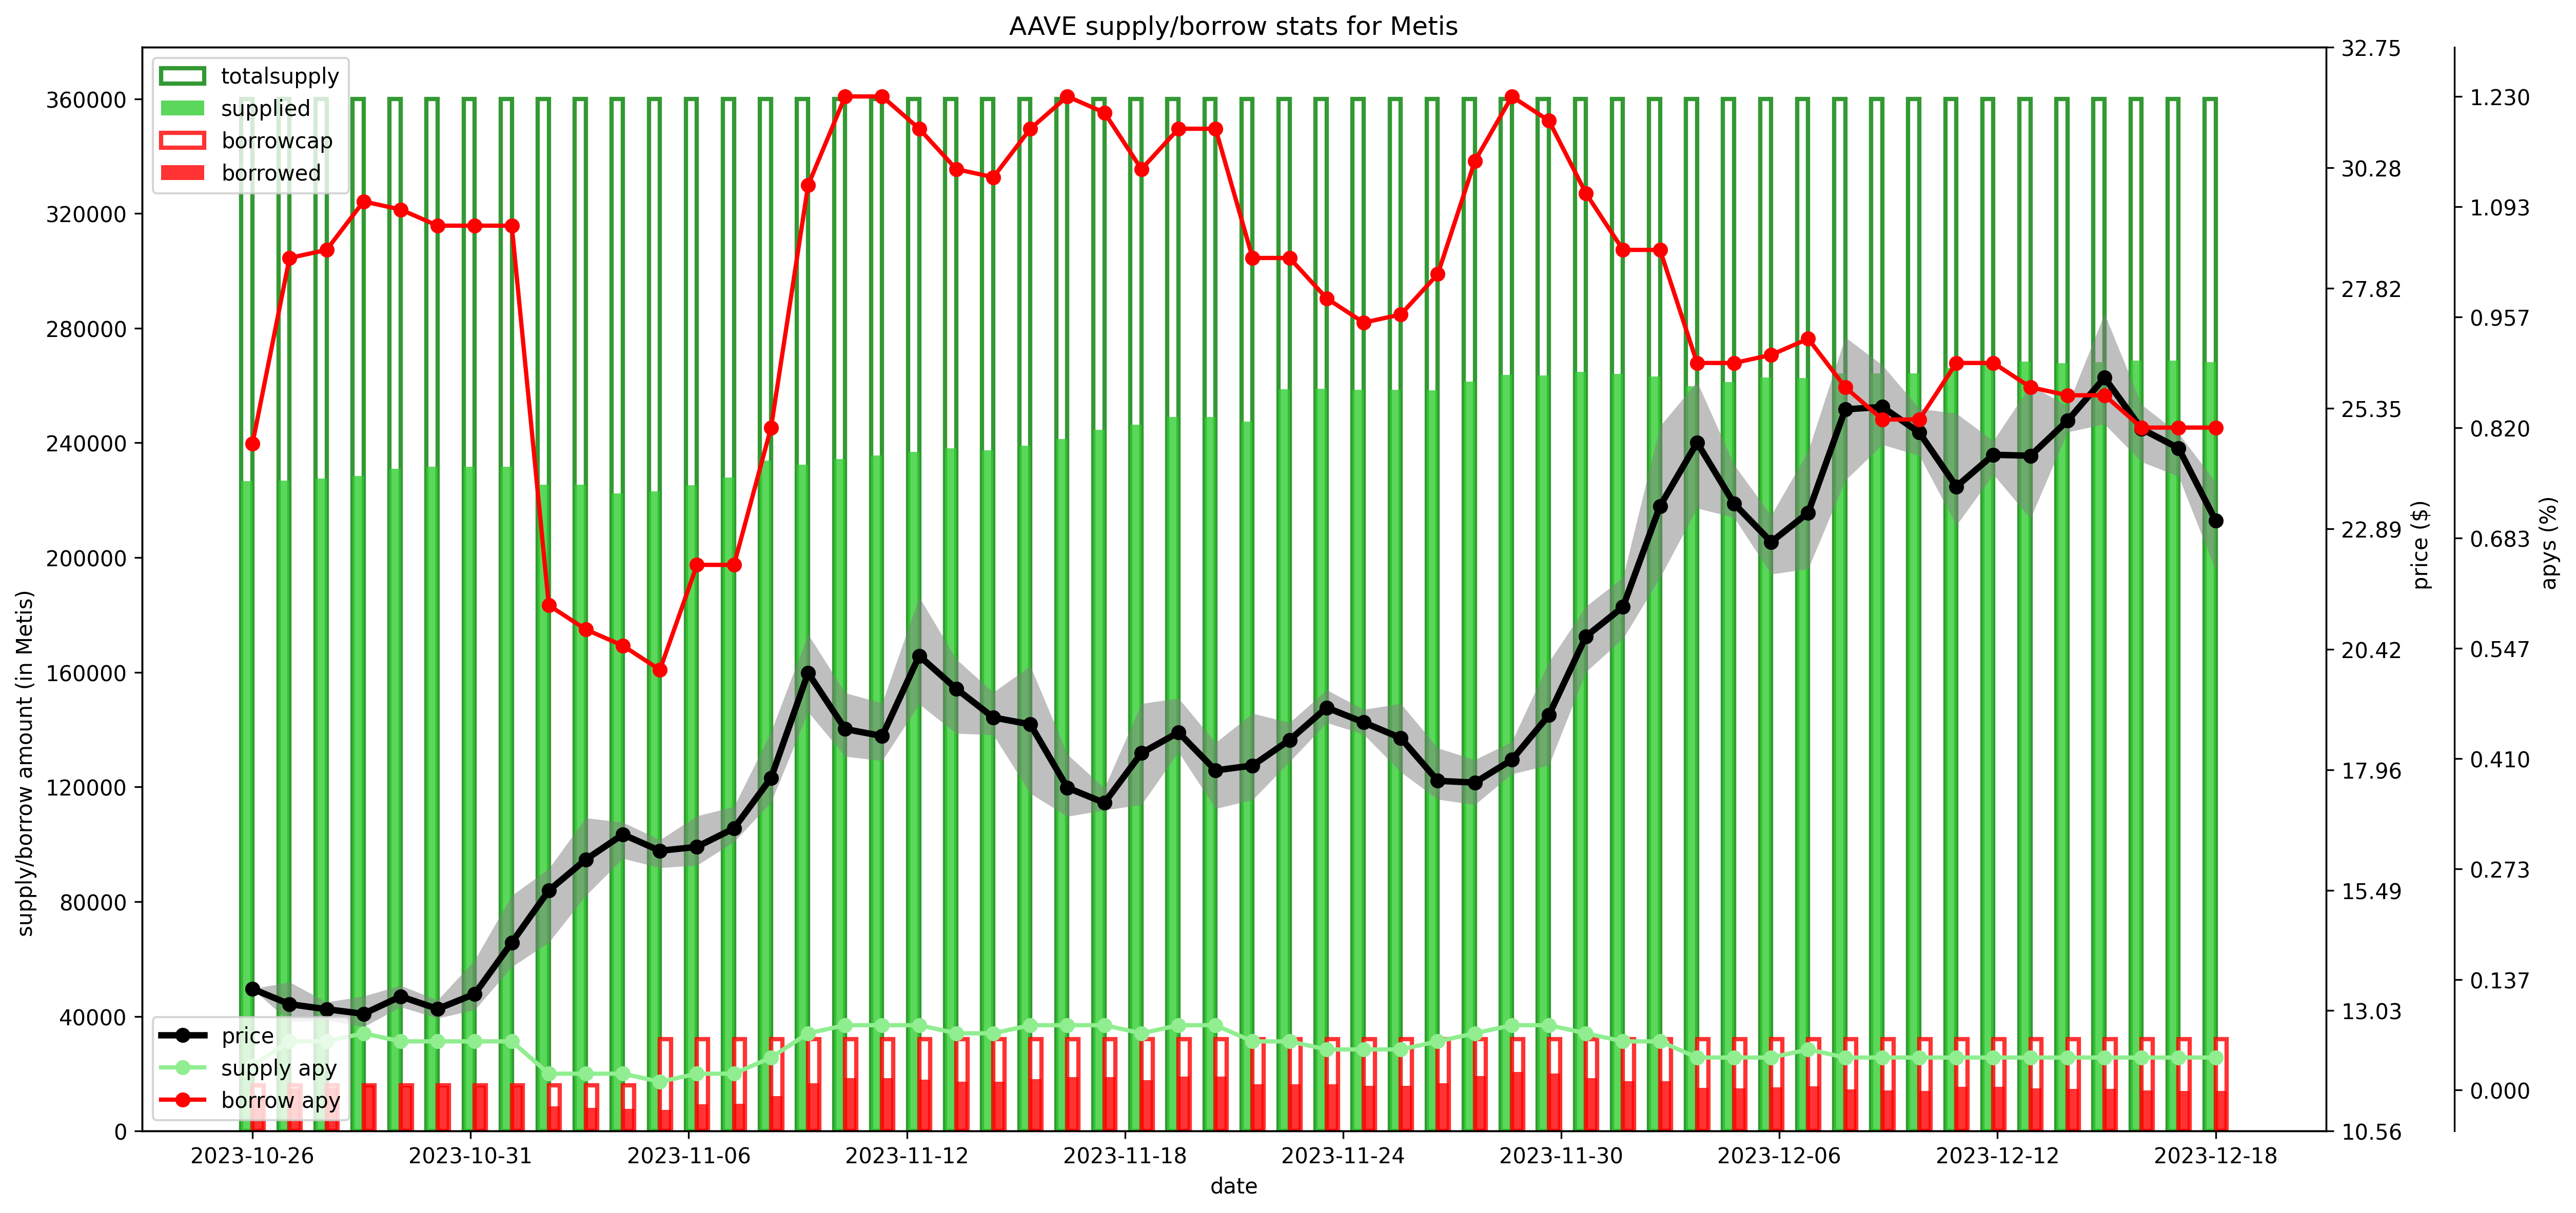 AAVE supply/borrow stats for Metis
totalsupply
supplied
borrowcap
borrowed
price
supply apy
borrow apy
supply/borrow amount (in Metis)
360000
320000
280000
240000
200000
160000
120000
80000
40000
0
32.75
30.28
27.82
25.35
22.89
20.42
17.96
15.49
13.03
10.56
price ($)
1.230
1.093
0.957
0.820
0.683
0.547
0.410
0.273
0.137
0.000
apys (%)
2023-10-26 2023-10-31 2023-11-06 2023-11-12 2023-11-18 2023-11-24 2023-11-30 2023-12-06 2023-12-12 2023-12-18
date